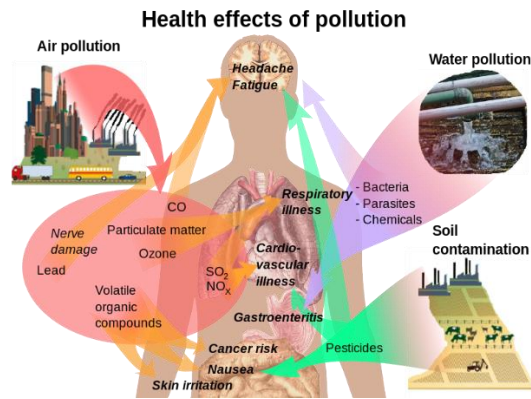 Health effects of pollution
Air pollution
Headache
Fatigue
Water pollution
CO
Particulate matter
Ozone
Nerve
damage
Lead
SO2
NOX
Volatile
organic
compounds
Respiratory
illness
Cardio-
vascular
illness
Gastroenteritis
Cancer risk
Nausea
Skin irritation
- Bacteria
- Parasites
- Chemicals
Soil
contamination
Pesticides